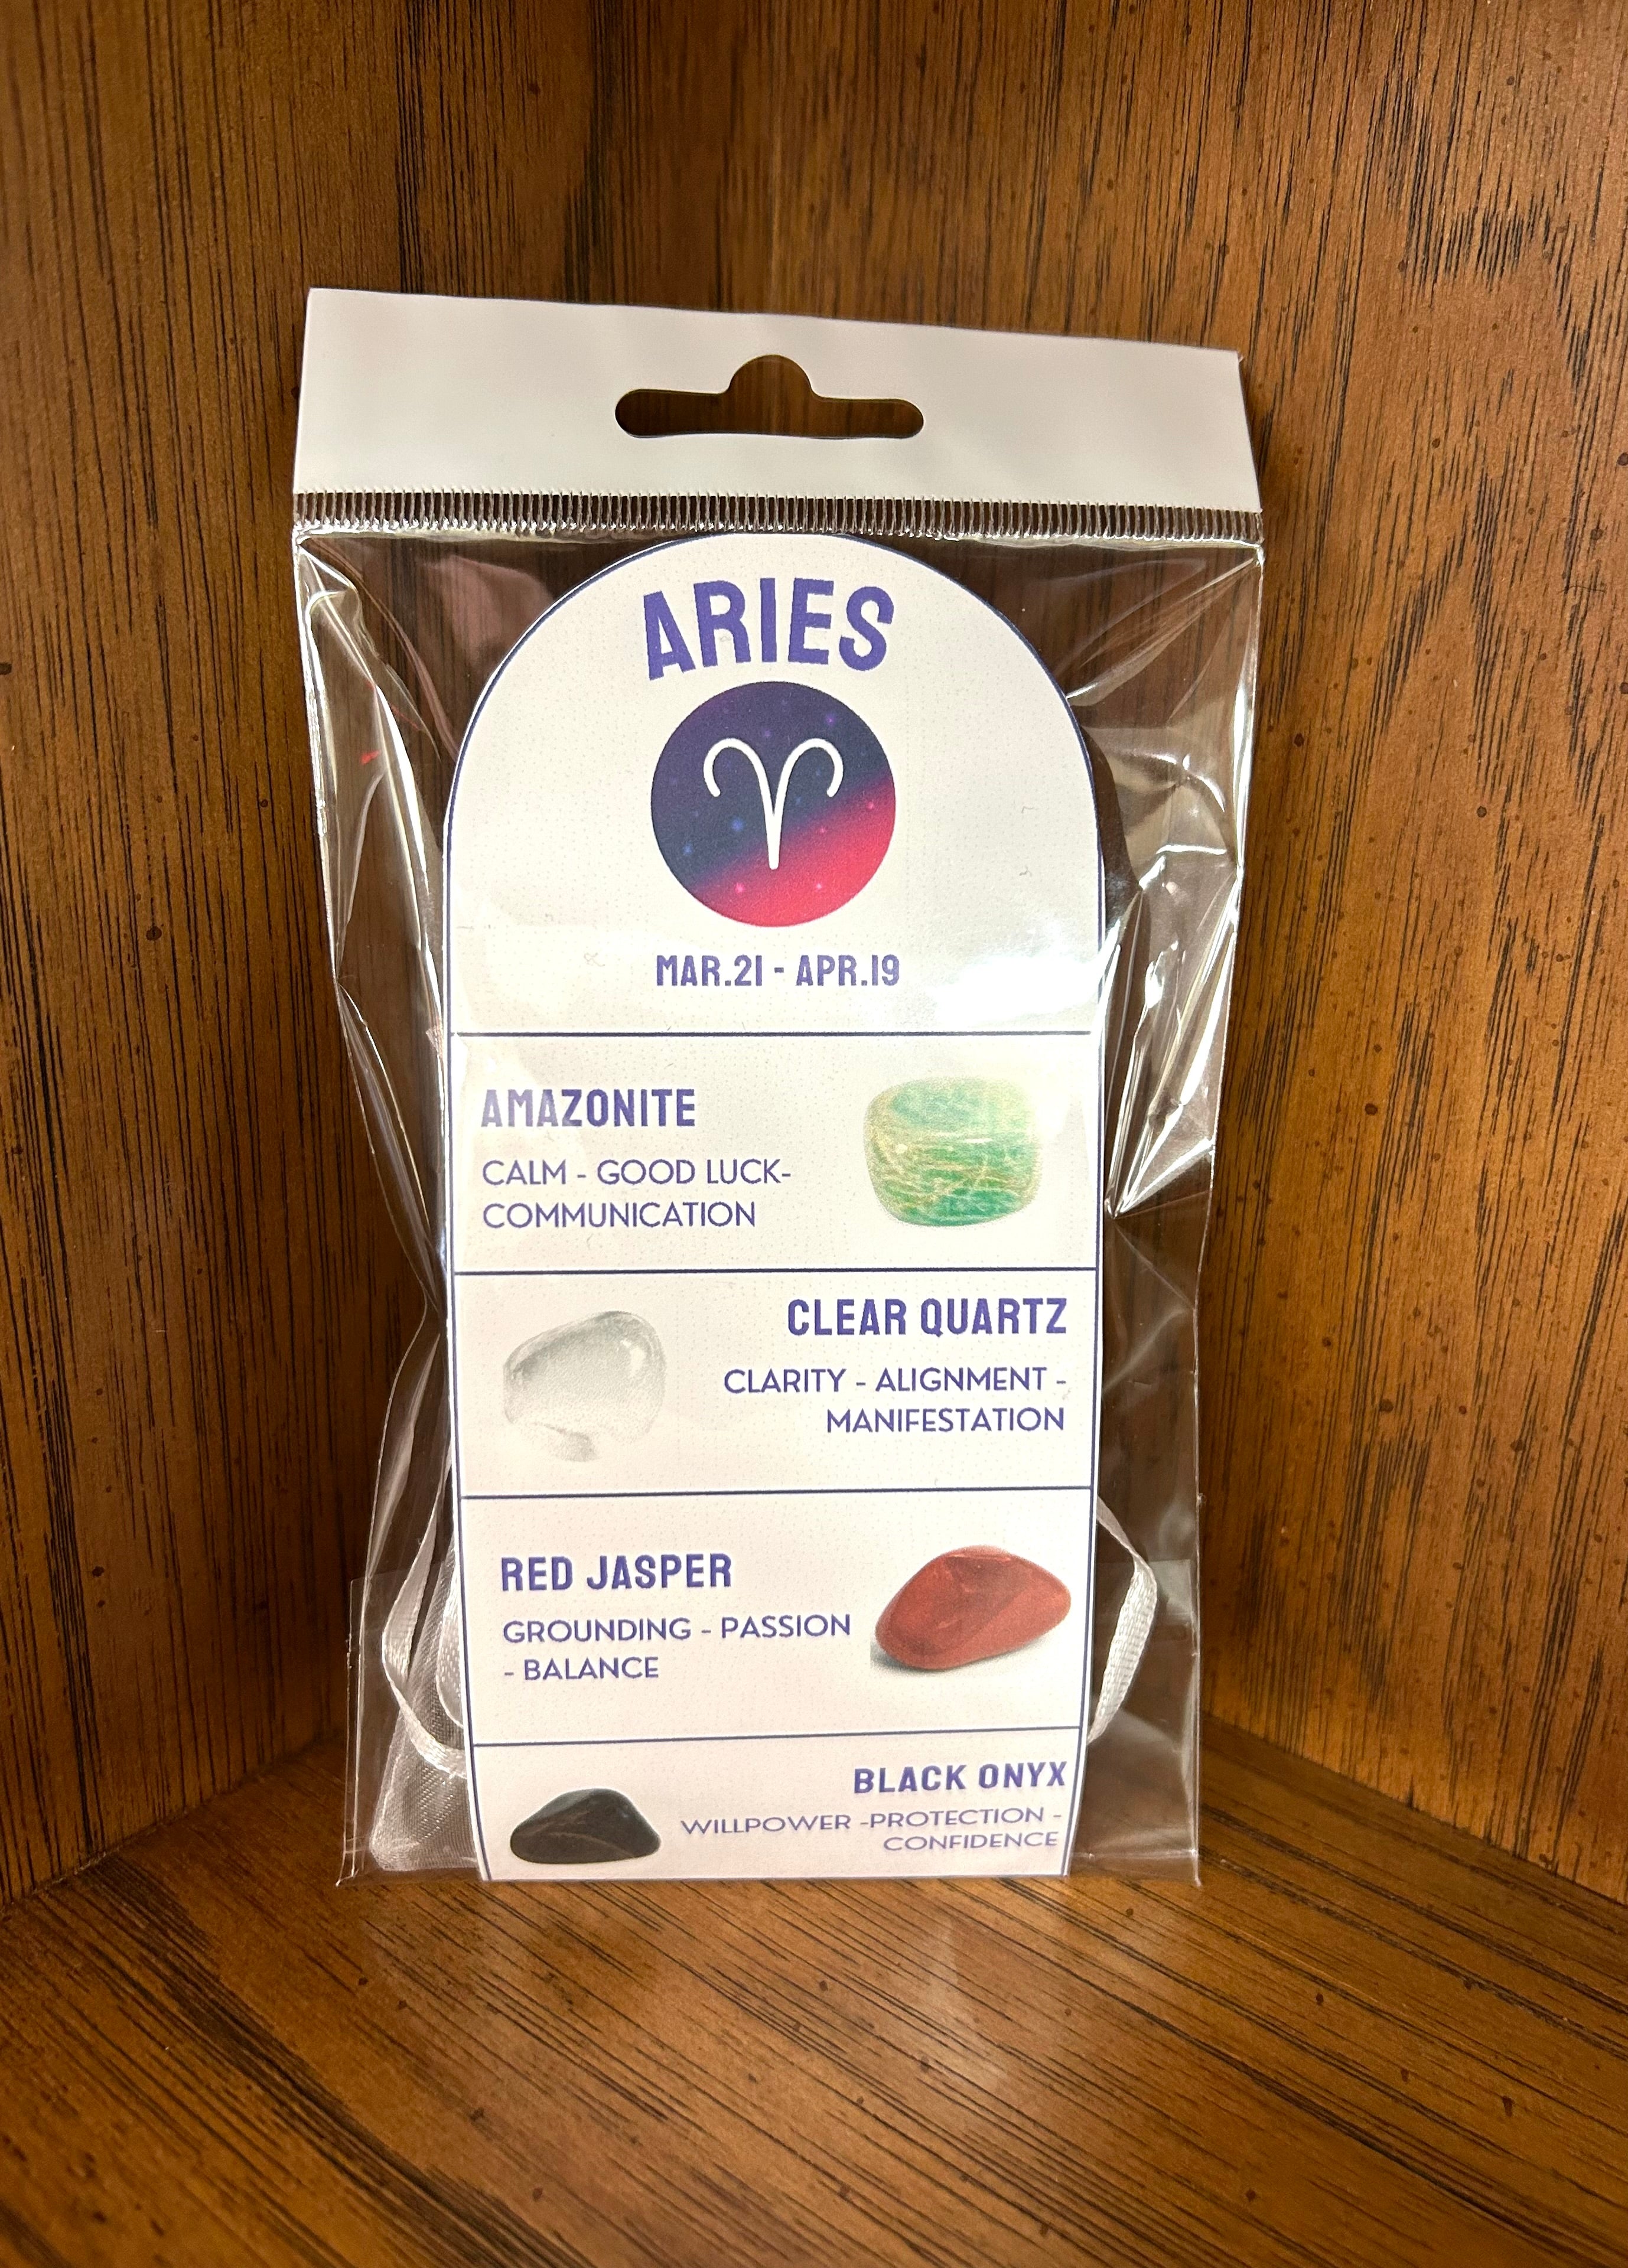 ARIES
MAR.21 - APR.19
AMAZONITE
CALM - GOOD LUCK-
COMMUNICATION
CLEAR QUARTZ
CLARITY - ALIGNMENT -
MANIFESTATION
RED JASPER
GROUNDING - PASSION
- BALANCE
BLACK ONYX
WILLPOWER -PROTECTION -
CONFIDENCE